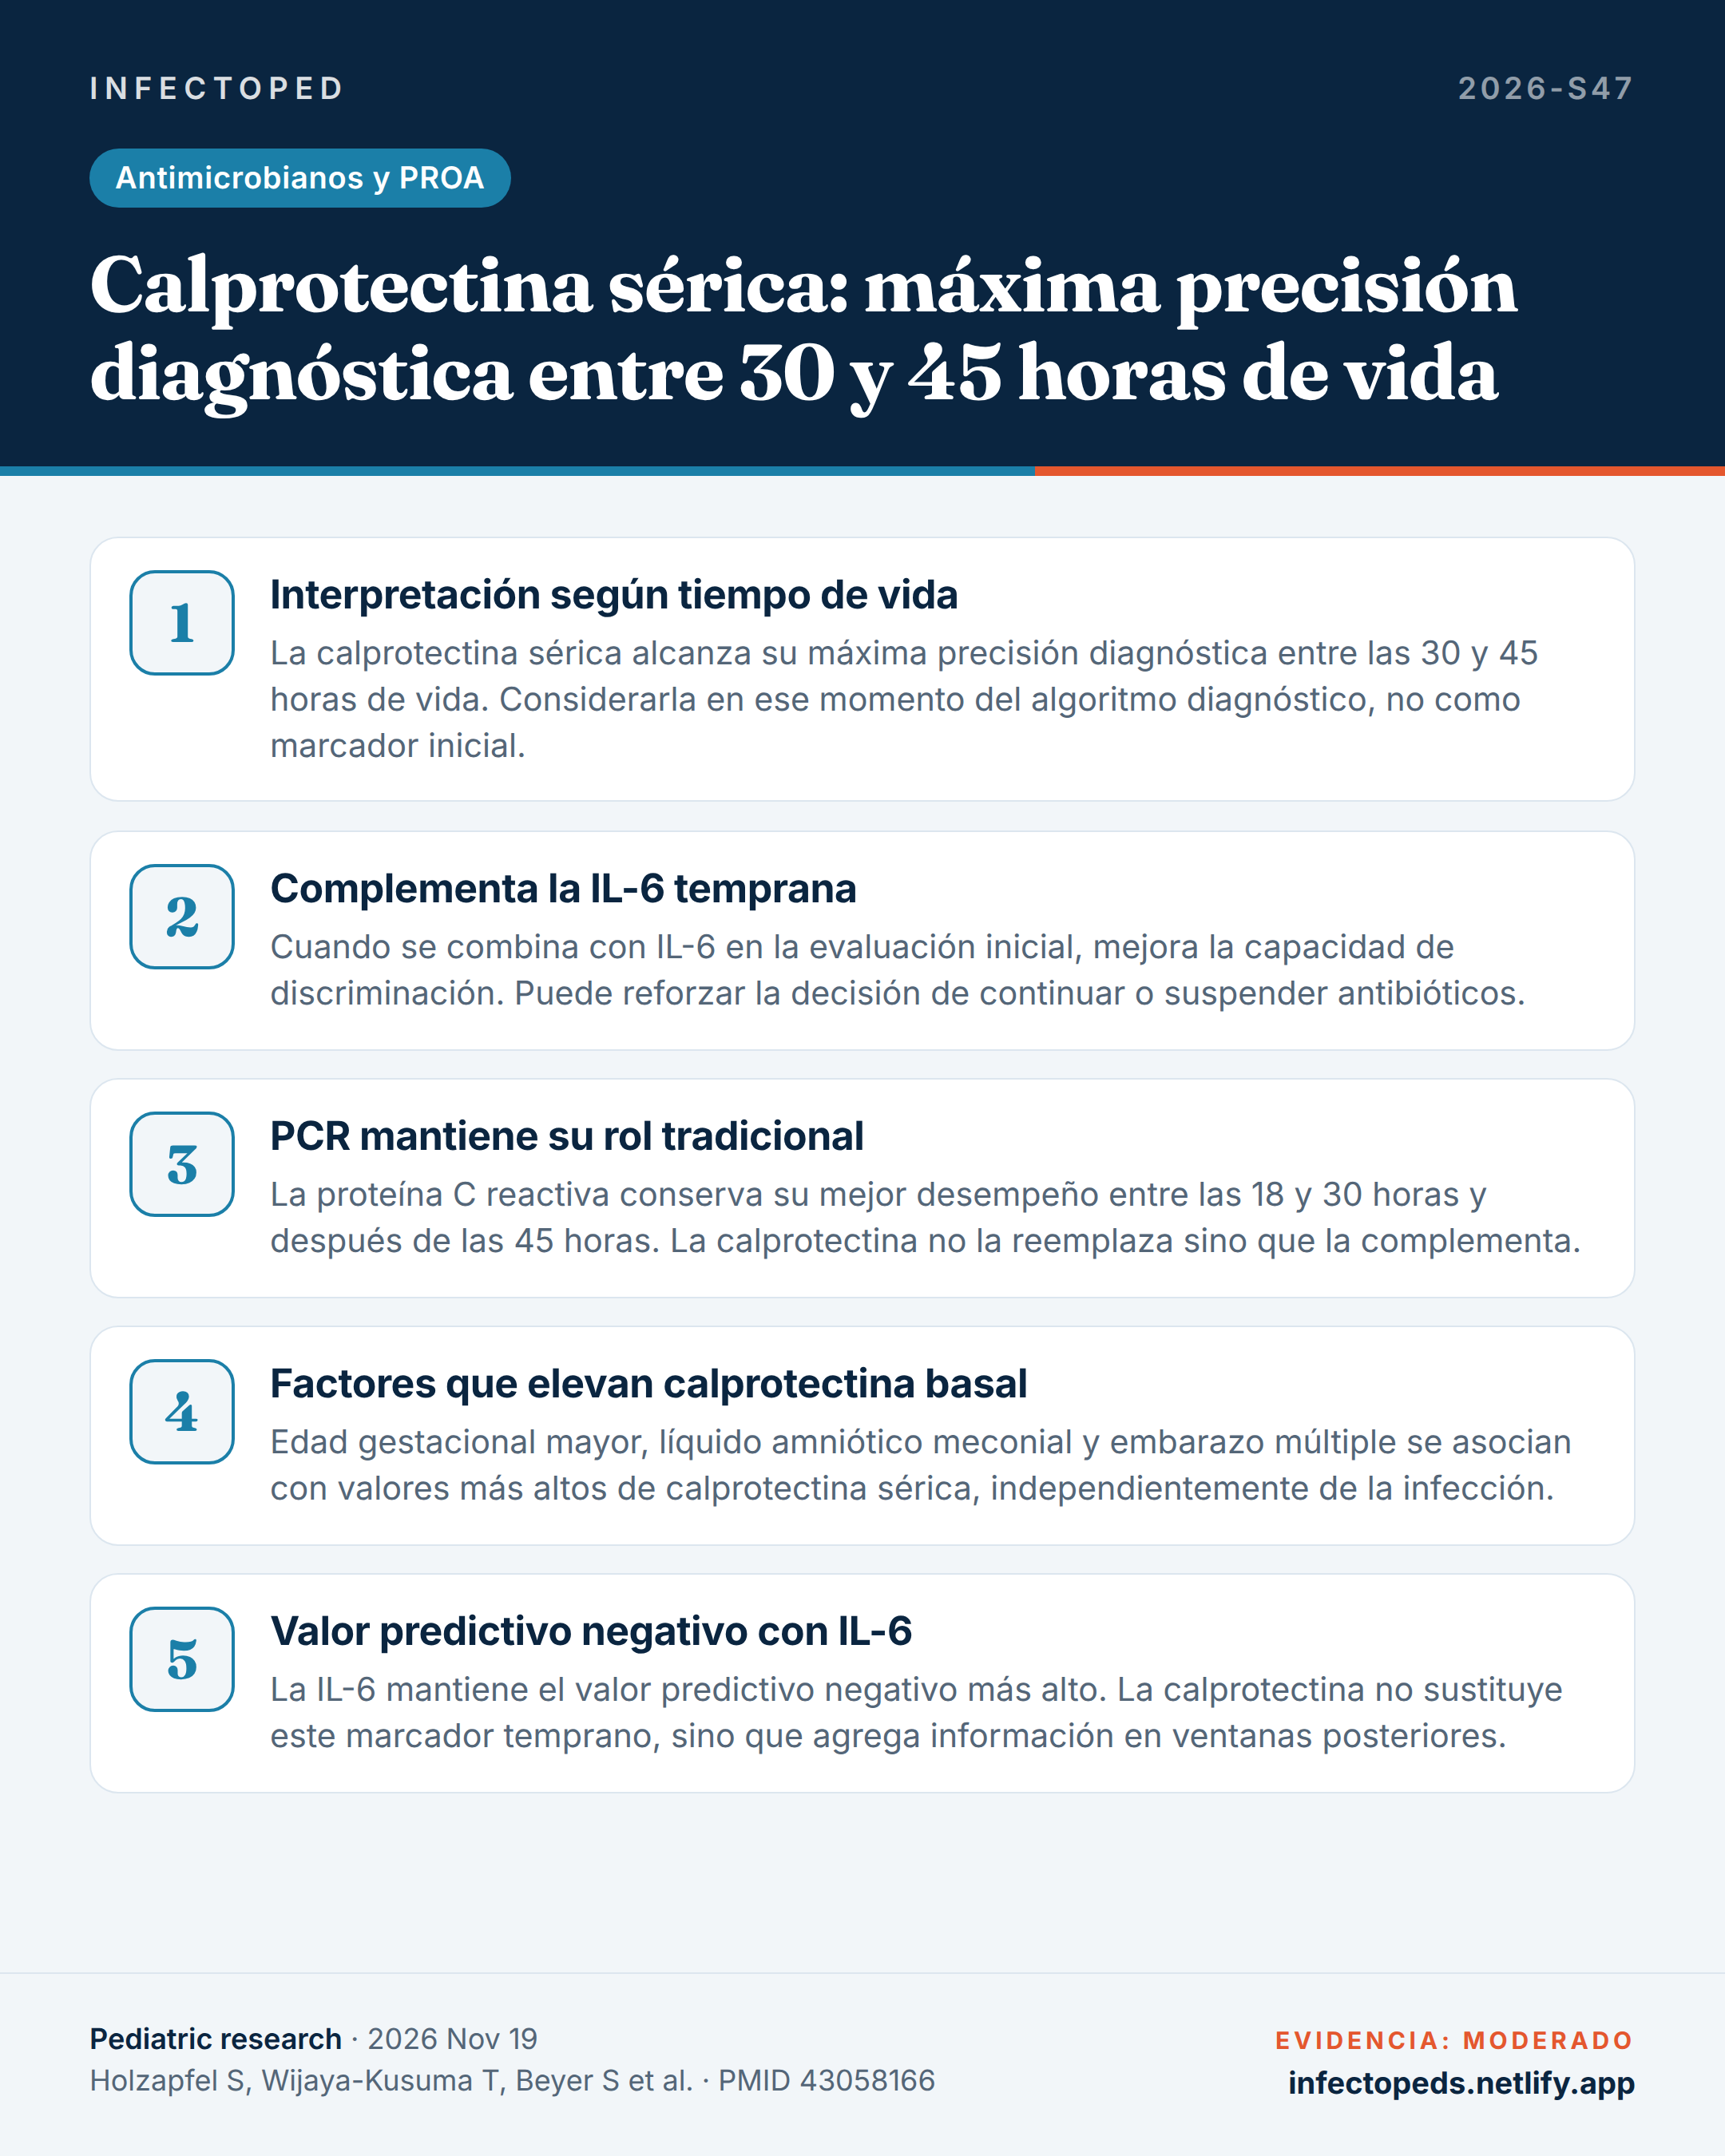 INFECTOPED
2026-S47
Antimicrobianos y PROA
Calprotectina sérica: máxima precisión
diagnóstica entre 30 y 45 horas de vida
1
Interpretación según tiempo de vida
La calprotectina sérica alcanza su máxima precisión diagnóstica entre las 30 y 45
horas de vida. Considerarla en ese momento del algoritmo diagnóstico, no como
marcador inicial.
2
Complementa la IL-6 temprana
Cuando se combina con IL-6 en la evaluación inicial, mejora la capacidad de
discriminación. Puede reforzar la decisión de continuar o suspender antibióticos.
3
PCR mantiene su rol tradicional
La proteína C reactiva conserva su mejor desempeño entre las 18 y 30 horas y
después de las 45 horas. La calprotectina no la reemplaza sino que la complementa.
4
Factores que elevan calprotectina basal
Edad gestacional mayor, líquido amniótico meconial y embarazo múltiple se asocian
con valores más altos de calprotectina sérica, independientemente de la infección.
5
Valor predictivo negativo con IL-6
La IL-6 mantiene el valor predictivo negativo más alto. La calprotectina no sustituye
este marcador temprano, sino que agrega información en ventanas posteriores.
Pediatric research · 2026 Nov 19
Holzapfel S, Wijaya-Kusuma T, Beyer S et al. · PMID 43058166
EVIDENCIA: MODERADO
infectopeds.netlify.app